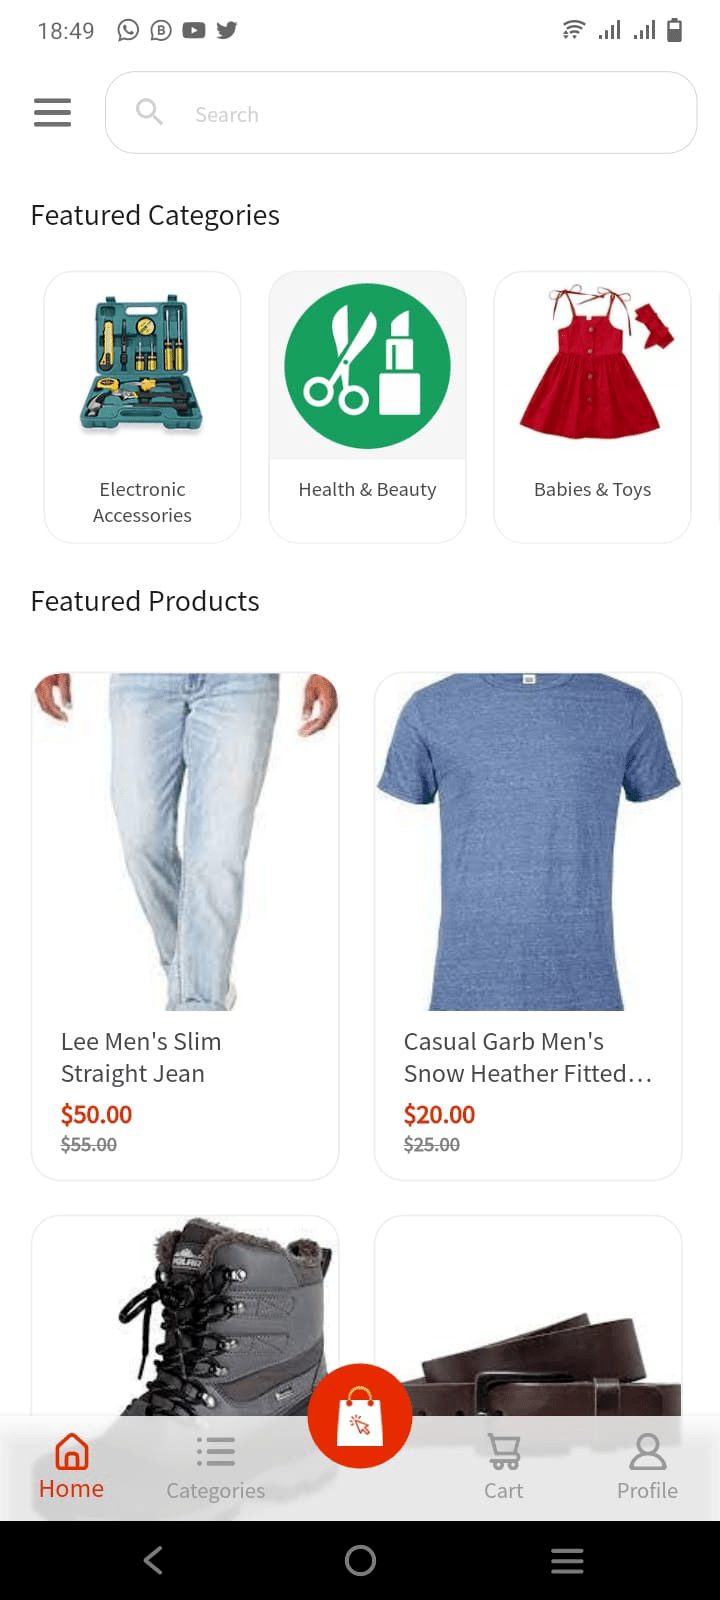 18:49
Search
Featured Categories
Electronic
Accessories
Health & Beauty
Babies & Toys
Featured Products
Lee Men's Slim
Straight Jean
$50.00
$55.00
Casual Garb Men's
Snow Heather Fitted...
$20.00
$25.00
Home
Categories
Cart
Profile